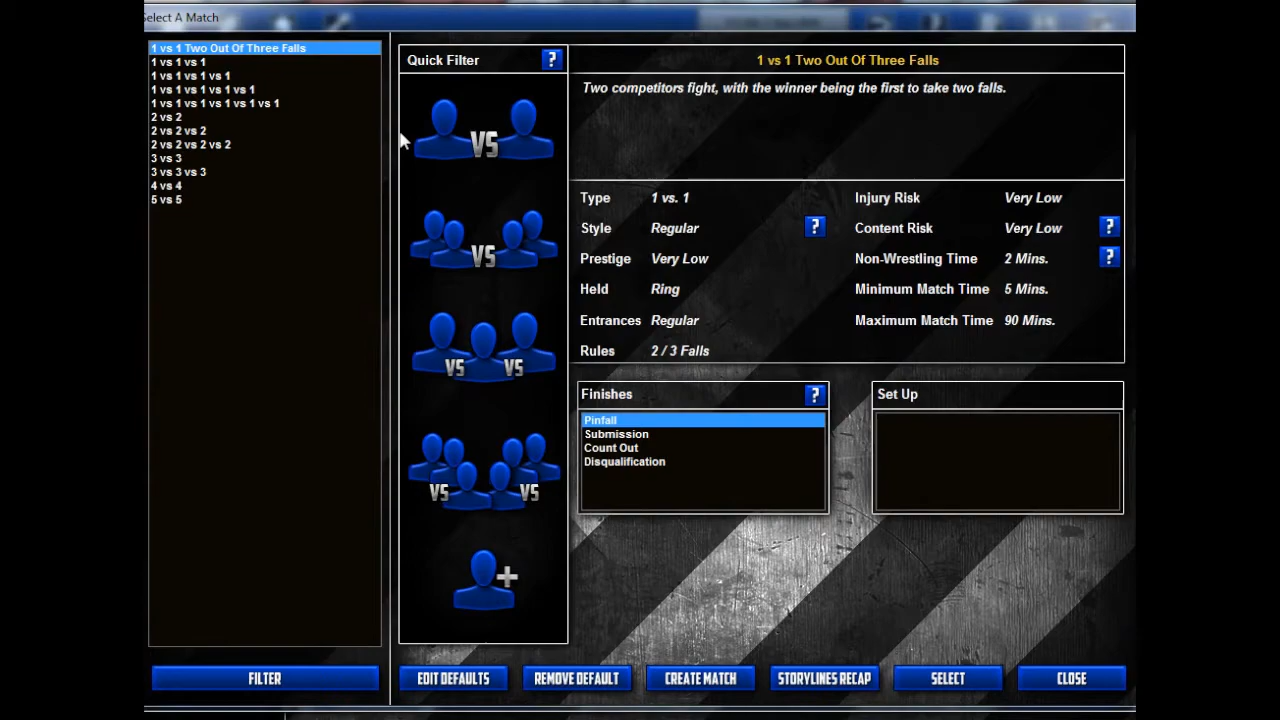 Select A Match
1 vs 1 Two Out Of Three Falls
1 vs 1 vs 1
1 vs 1 vs 1 vs 1
1 vs 1 vs 1 vs 1 vs 1
1 vs 1 vs 1 vs 1 vs 1 vs 1
2 vs 2
2 vs 2 vs 2
2 vs 2 vs 2 vs 2
3 vs 3
3 vs 3 vs 3
4 vs 4
5 vs 5
FILTER
Quick Filter ?
VS
VS
VS VS
VS VS
1 vs 1 Two Out Of Three Falls
Two competitors fight, with the winner being the first to take two falls.
Type 1 vs. 1
Style Regular ?
Prestige Very Low
Held Ring
Entrances Regular
Rules 2 / 3 Falls
Injury Risk Very Low
Content Risk Very Low ?
Non-Wrestling Time 2 Mins. ?
Minimum Match Time 5 Mins.
Maximum Match Time 90 Mins.
Finishes ?
Pinfall
Submission
Count Out
Disqualification
Set Up
EDIT DEFAULTS REMOVE DEFAULT CREATE MATCH STORYLINES RECAP SELECT CLOSE